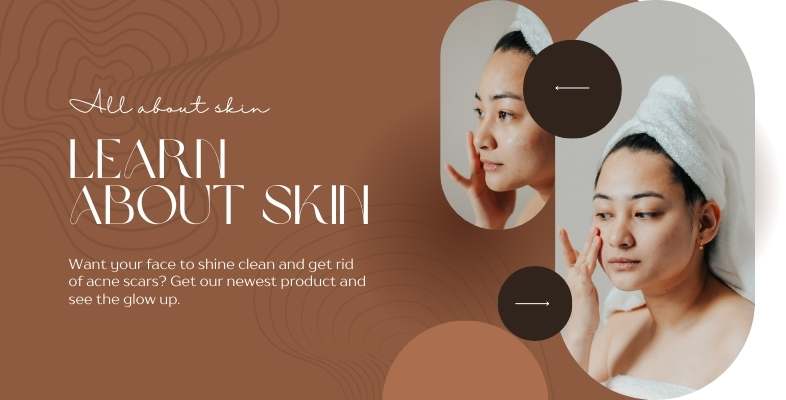 All about skin
LEARN
ABOUT SKIN
Want your face to shine clean and get rid
of acne scars? Get our newest product and
see the glow up.